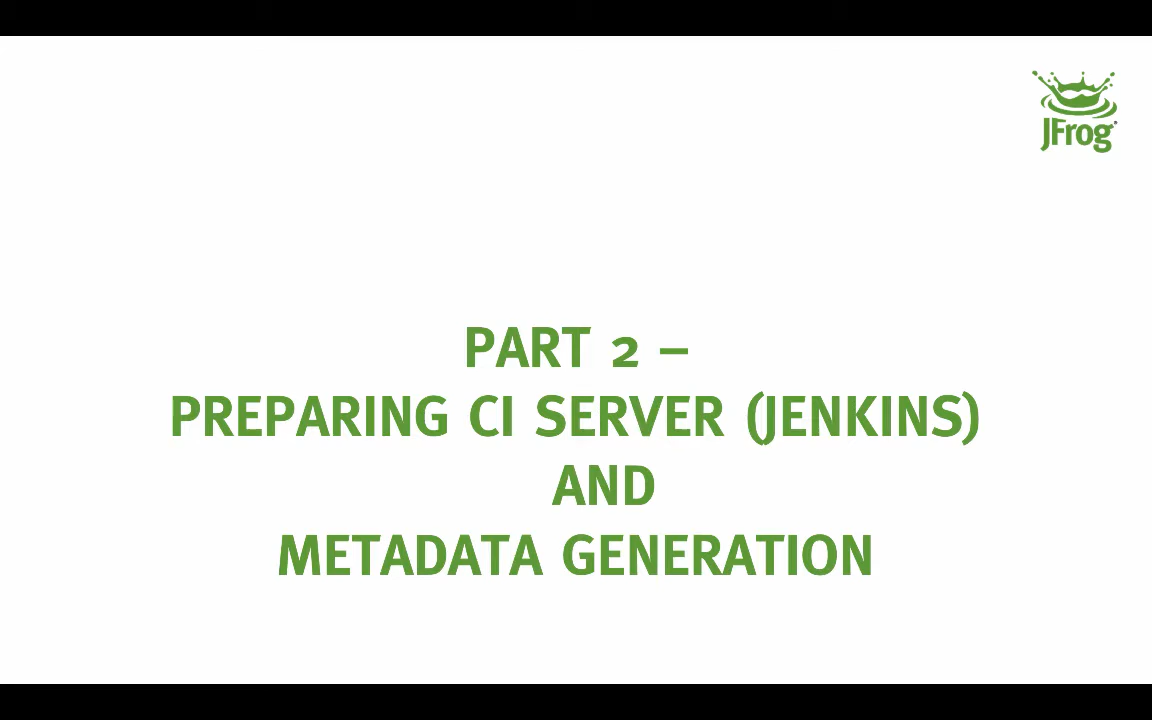 JFrog
PART 2 –
PREPARING CI SERVER (JENKINS)
AND
METADATA GENERATION